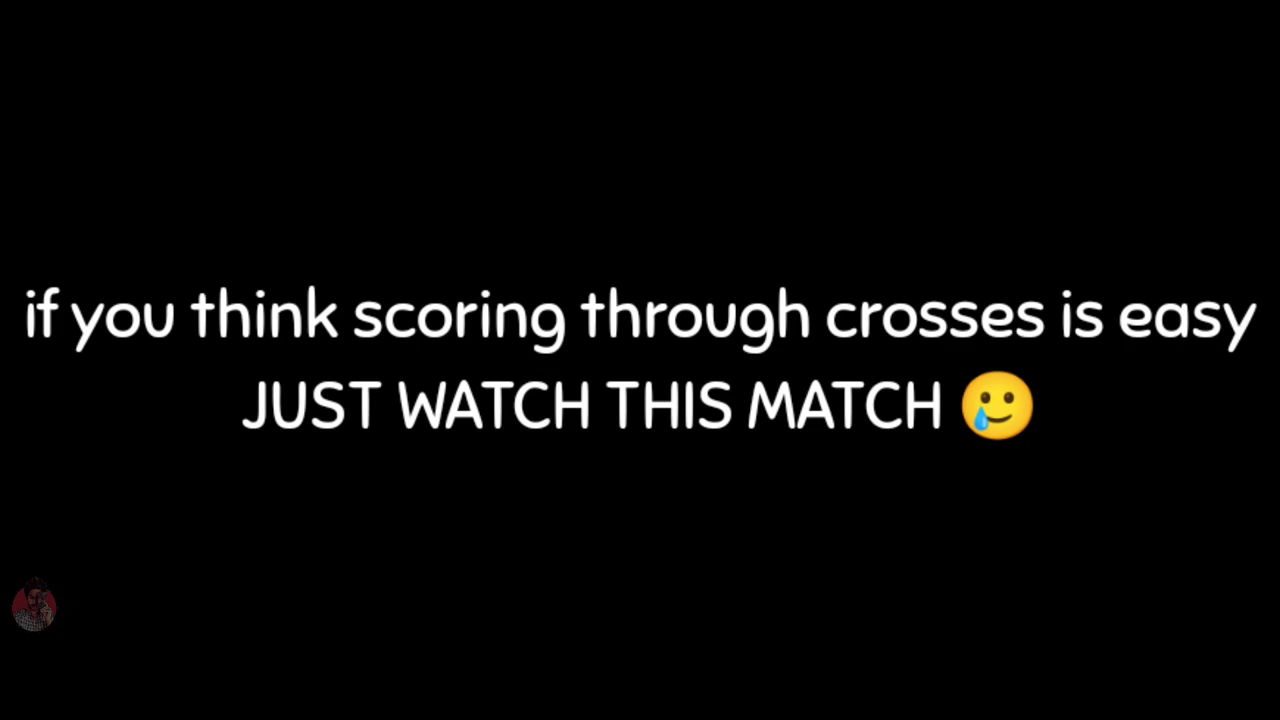 if you think scoring through crosses is easy
JUST WATCH THIS MATCH 🥲